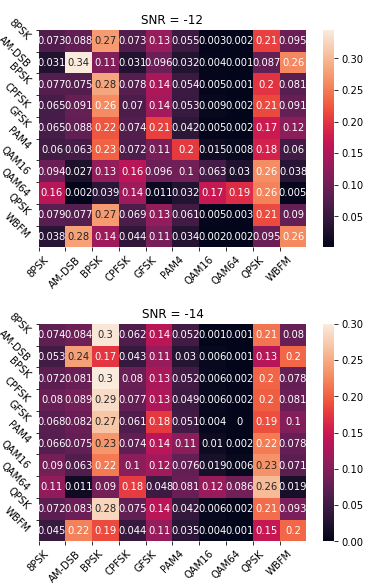 SNR = -12
8PSK 0.073 0.088 0.27 0.073 0.13 0.055 0.003 0.002 0.21 0.095
AM-DSB 0.031 0.34 0.11 0.031 0.096 0.032 0.004 0.001 0.087 0.26
BPSK 0.077 0.075 0.28 0.078 0.14 0.054 0.005 0.001 0.2 0.081
CPFSK 0.065 0.091 0.26 0.07 0.14 0.053 0.009 0.002 0.21 0.091
GFSK 0.065 0.088 0.22 0.074 0.21 0.042 0.005 0.002 0.17 0.12
PAM4 0.06 0.063 0.23 0.072 0.11 0.2 0.015 0.008 0.18 0.06
QAM16 0.094 0.027 0.13 0.16 0.096 0.1 0.063 0.03 0.26 0.038
QAM64 0.16 0.002 0.039 0.14 0.011 0.032 0.17 0.19 0.26 0.005
QPSK 0.079 0.077 0.27 0.069 0.13 0.061 0.005 0.003 0.21 0.09
WBFM 0.038 0.28 0.14 0.044 0.11 0.034 0.002 0.002 0.095 0.26
8PSK AM-DSB BPSK CPFSK GFSK PAM4 QAM16 QAM64 QPSK WBFM
0.30
0.25
0.20
0.15
0.10
0.05
SNR = -14
8PSK 0.074 0.084 0.3 0.062 0.14 0.052 0.001 0.001 0.21 0.08
AM-DSB 0.053 0.24 0.17 0.043 0.11 0.03 0.006 0.001 0.13 0.2
BPSK 0.072 0.081 0.3 0.08 0.13 0.052 0.006 0.002 0.2 0.078
CPFSK 0.08 0.089 0.29 0.077 0.13 0.049 0.006 0.002 0.2 0.081
GFSK 0.068 0.082 0.27 0.061 0.18 0.051 0.004 0 0.19 0.1
PAM4 0.066 0.075 0.23 0.074 0.14 0.11 0.01 0.002 0.22 0.078
QAM16 0.09 0.063 0.22 0.1 0.12 0.076 0.019 0.006 0.23 0.071
QAM64 0.11 0.011 0.09 0.18 0.048 0.081 0.12 0.086 0.26 0.019
QPSK 0.072 0.083 0.28 0.075 0.14 0.042 0.006 0.002 0.21 0.093
WBFM 0.045 0.22 0.19 0.044 0.11 0.035 0.004 0.002 0.15 0.2
8PSK AM-DSB BPSK CPFSK GFSK PAM4 QAM16 QAM64 QPSK WBFM
0.30
0.25
0.20
0.15
0.10
0.05
0.00